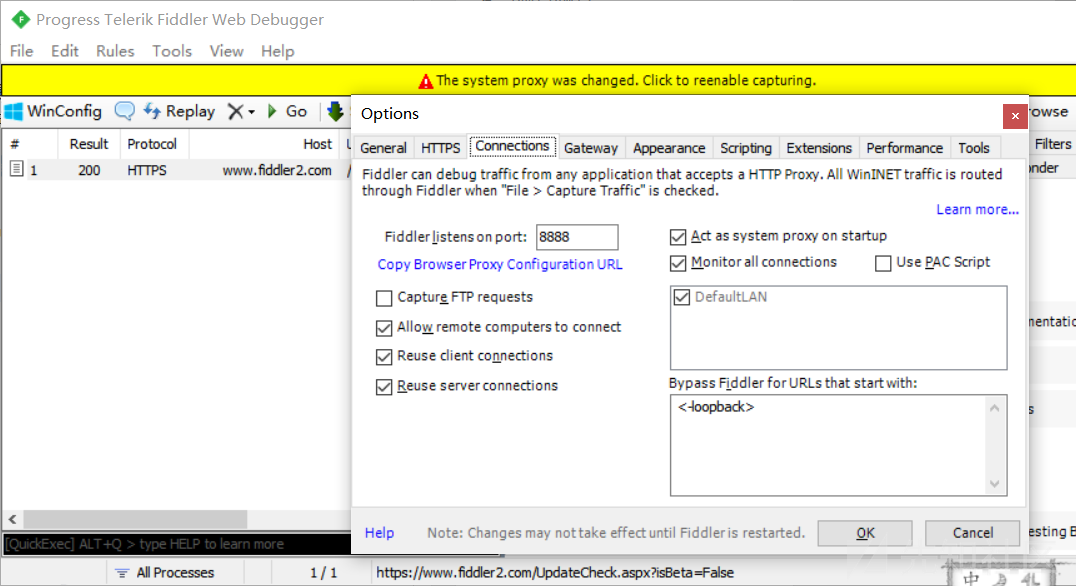 Progress Telerik Fiddler Web Debugger
File Edit Rules Tools View Help
The system proxy was changed. Click to reenable capturing.
WinConfig Replay Go
# Result Protocol Host
1 200 HTTPS www.fiddler2.com /
Options
General HTTPS Connections Gateway Appearance Scripting Extensions Performance Tools
Fiddler can debug traffic from any application that accepts a HTTP Proxy. All WinINET traffic is routed
through Fiddler when "File > Capture Traffic" is checked.
Learn more...
Fiddler listens on port: 8888
Copy Browser Proxy Configuration URL
Capture FTP requests
Allow remote computers to connect
Reuse client connections
Reuse server connections
Act as system proxy on startup
Monitor all connections Use PAC Script
DefaultLAN
Bypass Fiddler for URLs that start with:
<-loopback>
Help Note: Changes may not take effect until Fiddler is restarted. OK Cancel
rowse
Filters
onder
mentatic
s
esting B
[QuickExec] ALT+Q > type HELP to learn more
All Processes 1 / 1 https://www.fiddler2.com/UpdateCheck.aspx?isBeta=False
中